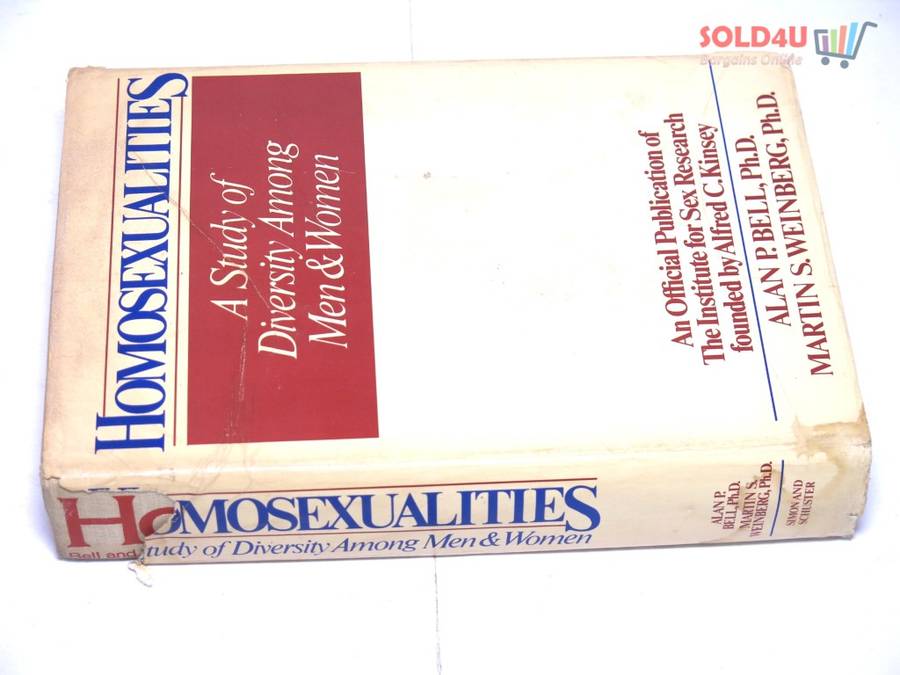 SOLD4U
Bargains Online
HOMOSEXUALITIES
A Study of
Diversity Among
Men & Women
An Official Publication of
The Institute for Sex Research
founded by Alfred C. Kinsey
ALAN P. BELL, Ph.D.
MARTIN S. WEINBERG, Ph.D.
HOMOSEXUALITIES
tudy of Diversity Among Men & Women
Bell and
ALAN P.
BELL, Ph.D.
MARTIN S.
WEINBERG, Ph.D.
SIMON AND
SCHUSTER